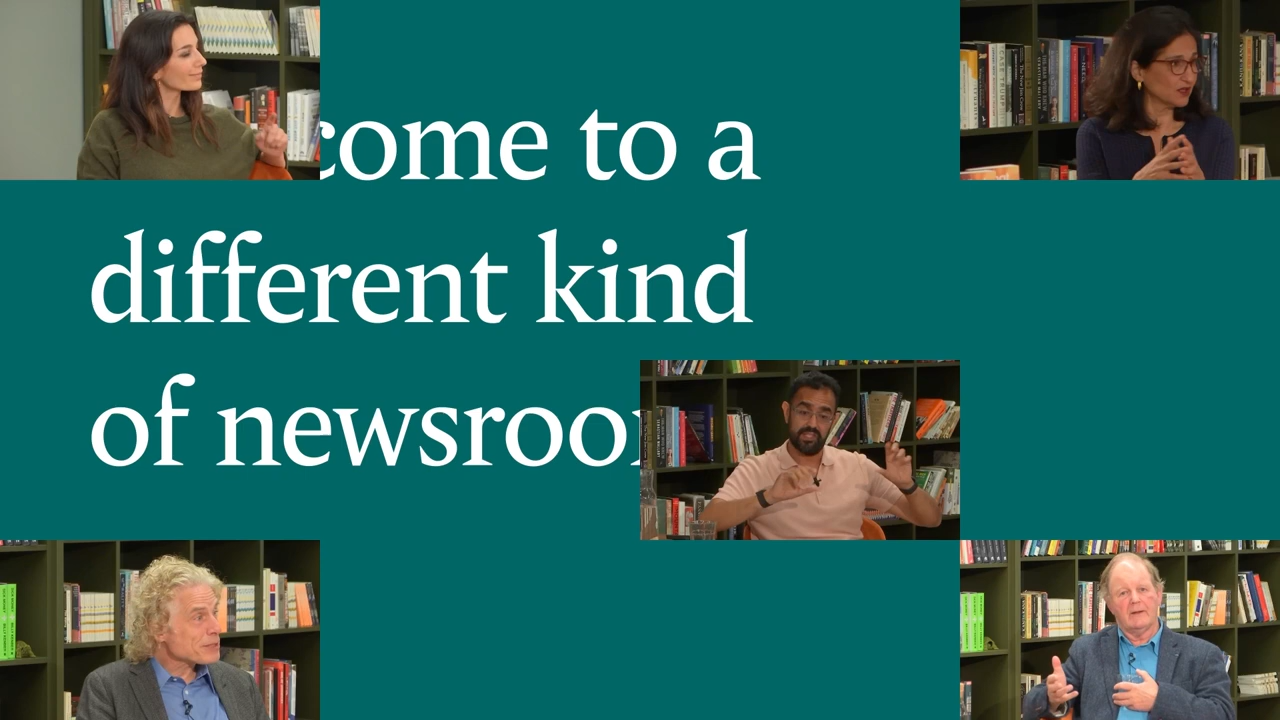 come to a
different kind
of newsroo